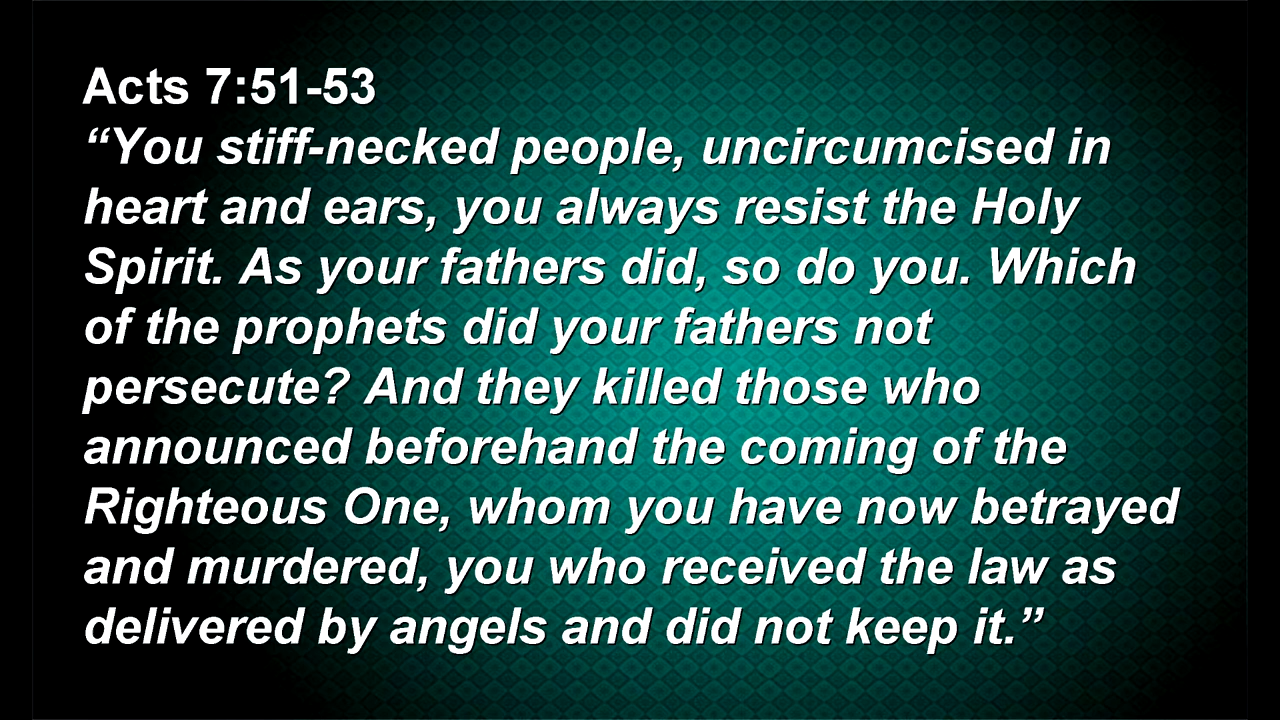 Acts 7:51-53
“You stiff-necked people, uncircumcised in
heart and ears, you always resist the Holy
Spirit. As your fathers did, so do you. Which
of the prophets did your fathers not
persecute? And they killed those who
announced beforehand the coming of the
Righteous One, whom you have now betrayed
and murdered, you who received the law as
delivered by angels and did not keep it.”